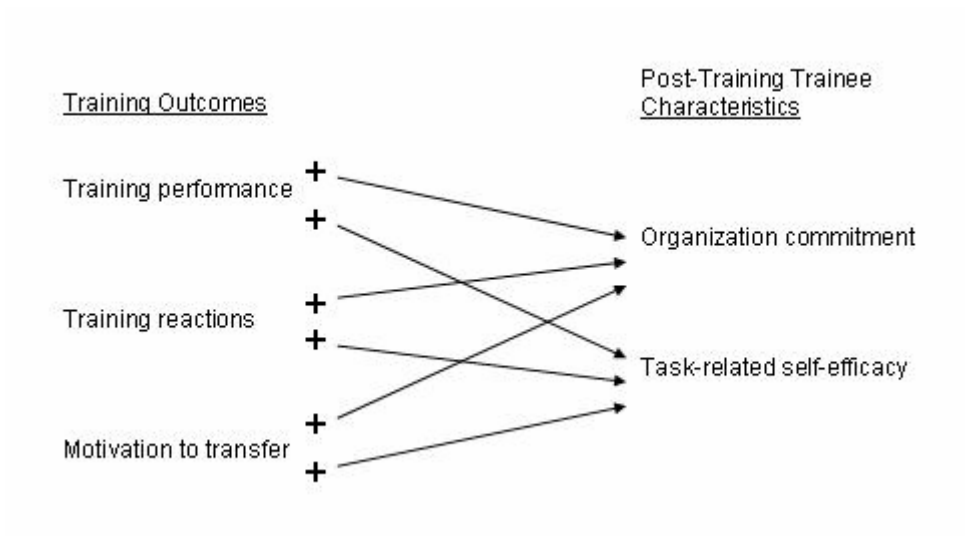 Training Outcomes
Post-Training Trainee
Characteristics
Training performance
+
+
Organization commitment
Training reactions
+
+
Task-related self-efficacy
Motivation to transfer
+
+